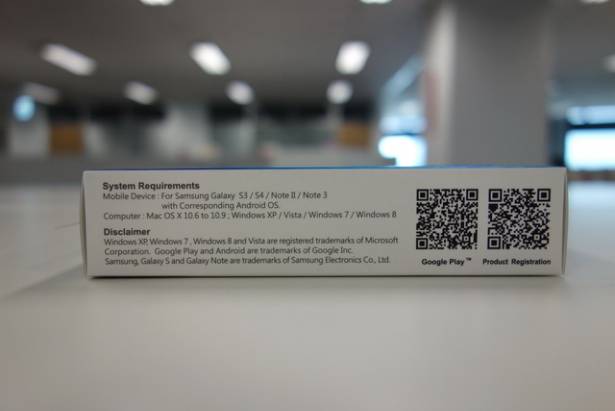 System Requirements
Mobile Device : For Samsung Galaxy S3 / S4 / Note II / Note 3
with Corresponding Android OS.
Computer : Mac OS X 10.6 to 10.9 ; Windows XP / Vista / Windows 7 / Windows 8
Disclaimer
Windows XP, Windows 7 , Windows 8 and Vista are registered trademarks of Microsoft
Corporation. Google Play and Android are trademarks of Google Inc.
Samsung, Galaxy S and Galaxy Note are trademarks of Samsung Electronics Co., Ltd.
Google Play™
Product Registration